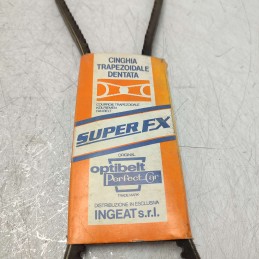 CINGHIA
TRAPEZOIDALE
DENTATA
SUPER FX
ORIGINAL
optibelt
Perfect Car
DISTRIBUZIONE IN ESCLUSIVA
INGEAT s.r.l.